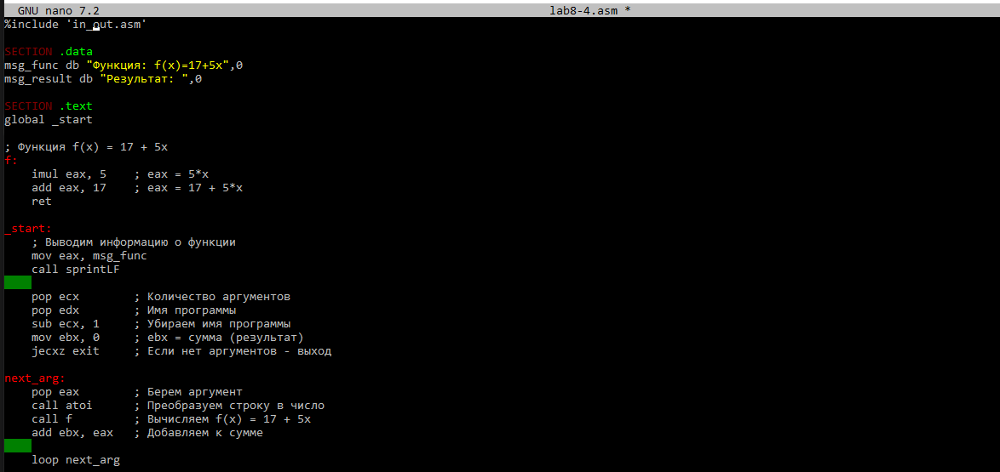 GNU nano 7.2 lab8-4.asm *
%include 'in_out.asm'
SECTION .data
msg_func db "Функция: f(x)=17+5x",0
msg_result db "Результат: ",0
SECTION .text
global _start
; Функция f(x) = 17 + 5x
f:
imul eax, 5 ; eax = 5*x
add eax, 17 ; eax = 17 + 5*x
ret
_start:
; Выводим информацию о функции
mov eax, msg_func
call sprintLF
pop ecx ; Количество аргументов
pop edx ; Имя программы
sub ecx, 1 ; Убираем имя программы
mov ebx, 0 ; ebx = сумма (результат)
jecxz exit ; Если нет аргументов - выход
next_arg:
pop eax ; Берем аргумент
call atoi ; Преобразуем строку в число
call f ; Вычисляем f(x) = 17 + 5x
add ebx, eax ; Добавляем к сумме
loop next_arg